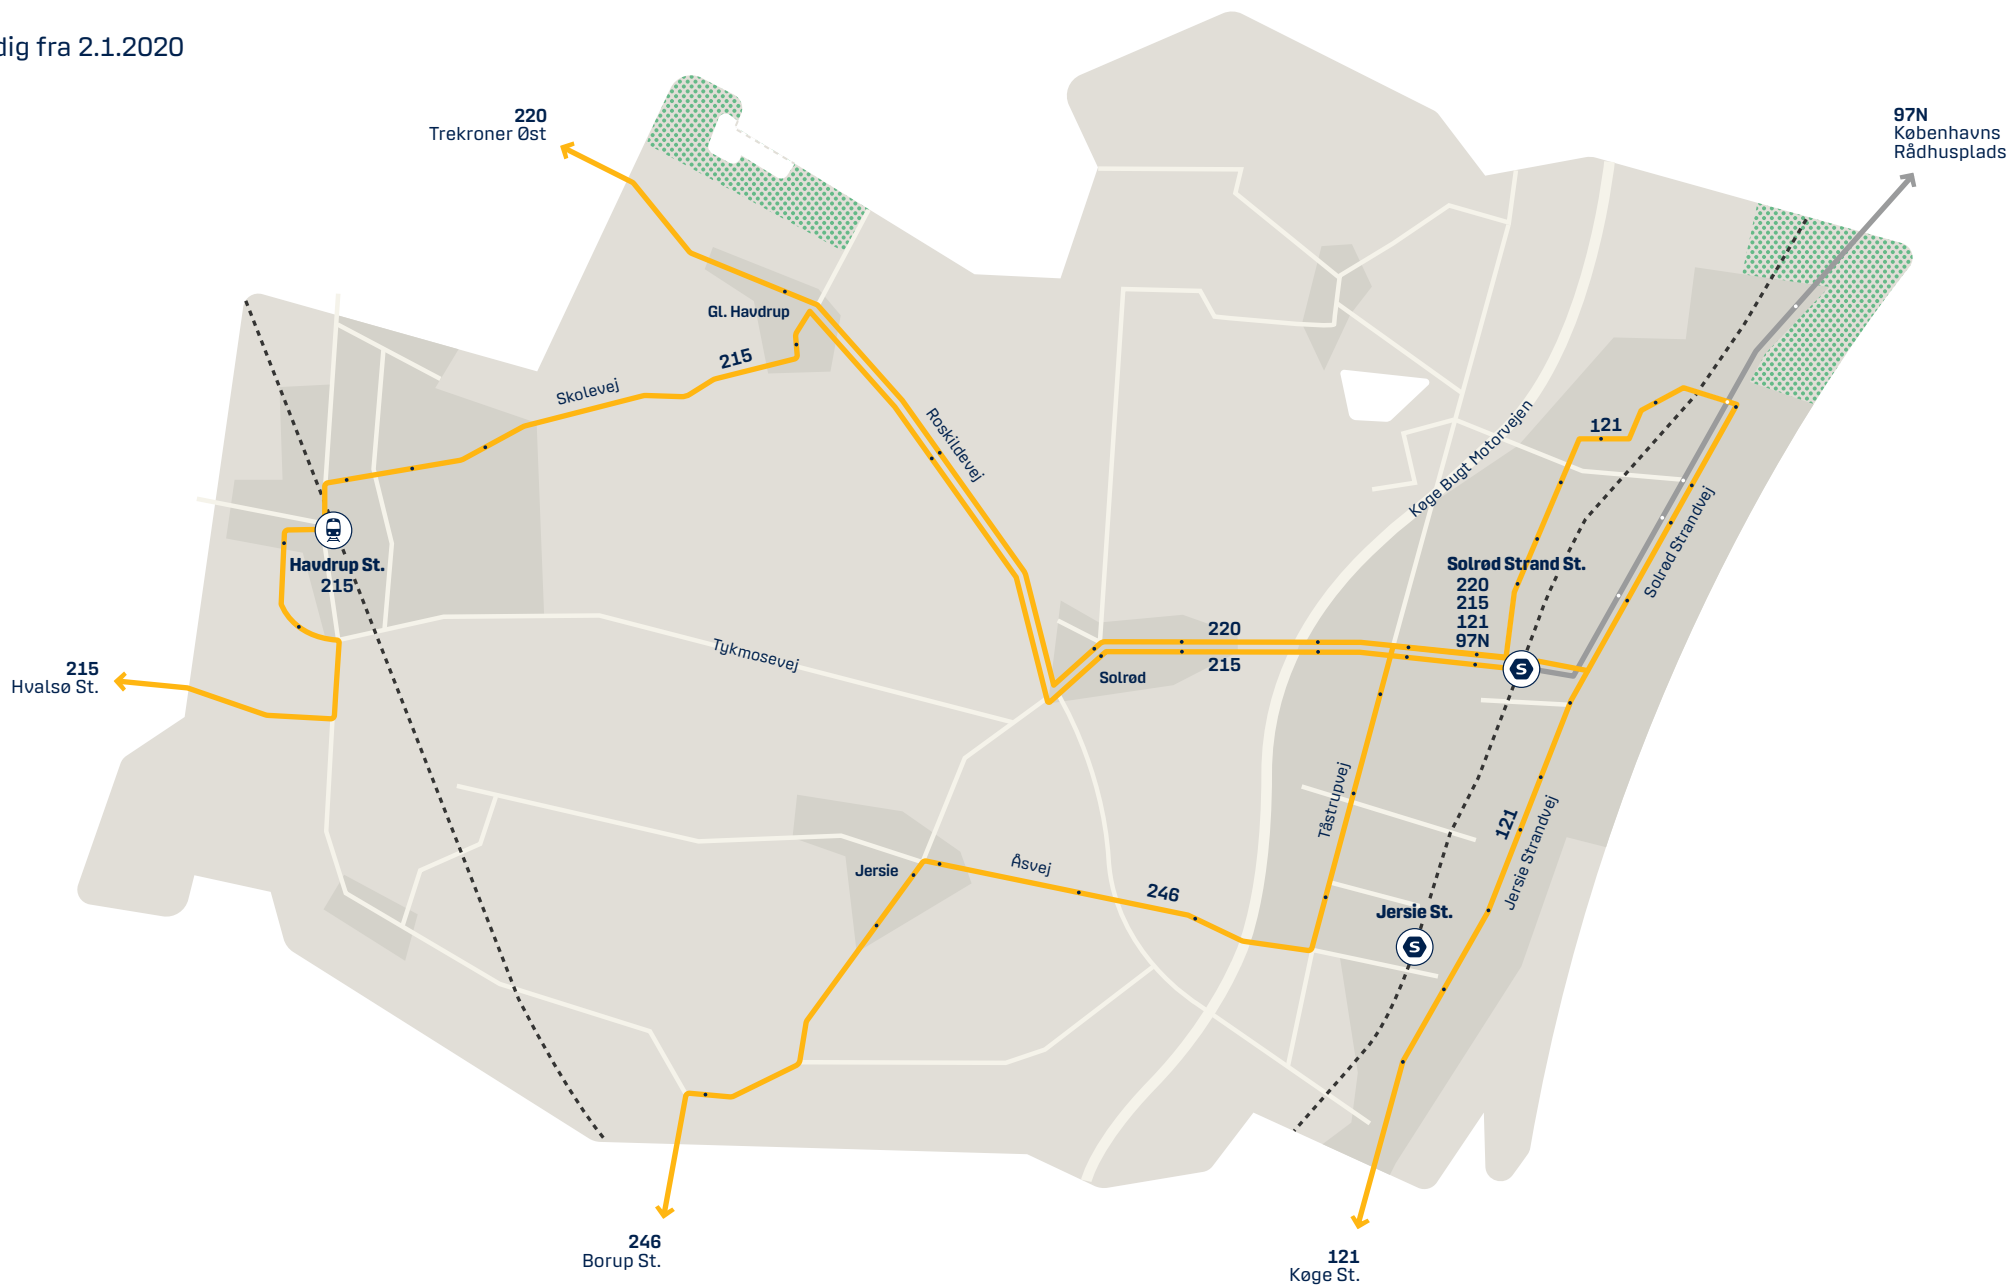 dig fra 2.1.2020
220
Trekroner Øst
97N
Københavns
Rådhusplads
Gl. Havdrup
215
Skolevej
Roskildevej
Køge Bugt Motorvejen
121
Solrød Strandvej
Havdrup St.
215
Solrød Strand St.
220
215
121
97N
S
220
215
Solrød
Tykmosevej
215
Hvalsø St.
Tåstrupvej
121
Jersie Strandvej
Jersie
Åsvej
246
Jersie St.
S
246
Borup St.
121
Køge St.